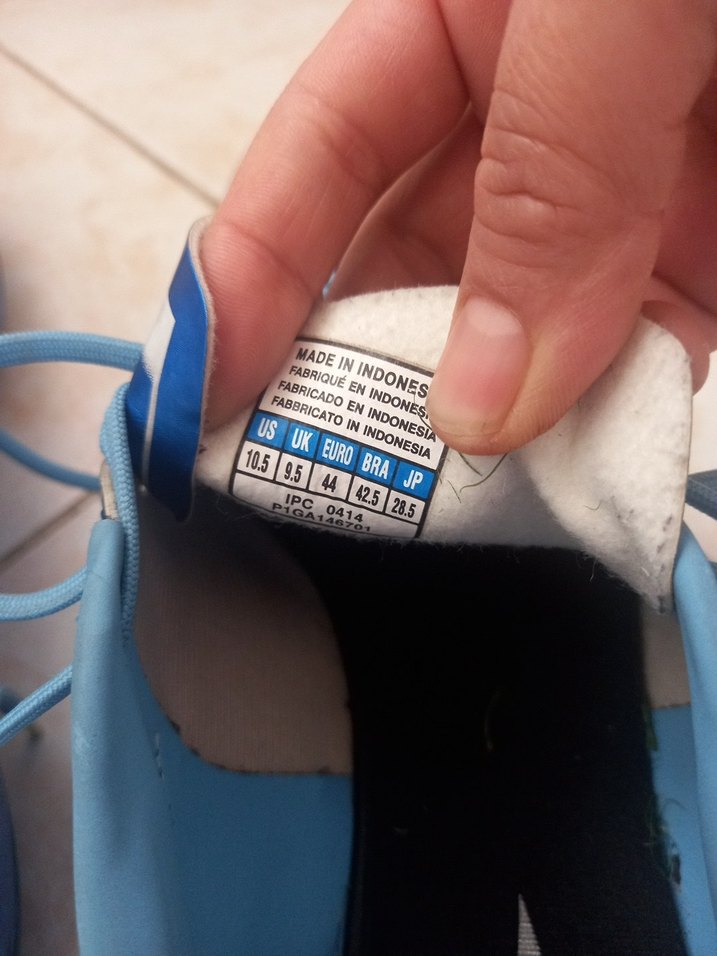 MADE IN INDONES
FABRIQUÉ EN INDONESI
FABRICADO EN INDONESIA
FABBRICATO IN INDONESIA
US UK EURO BRA JP
10.5 9.5 44 42.5 28.5
IPC 0414
P1GA146701